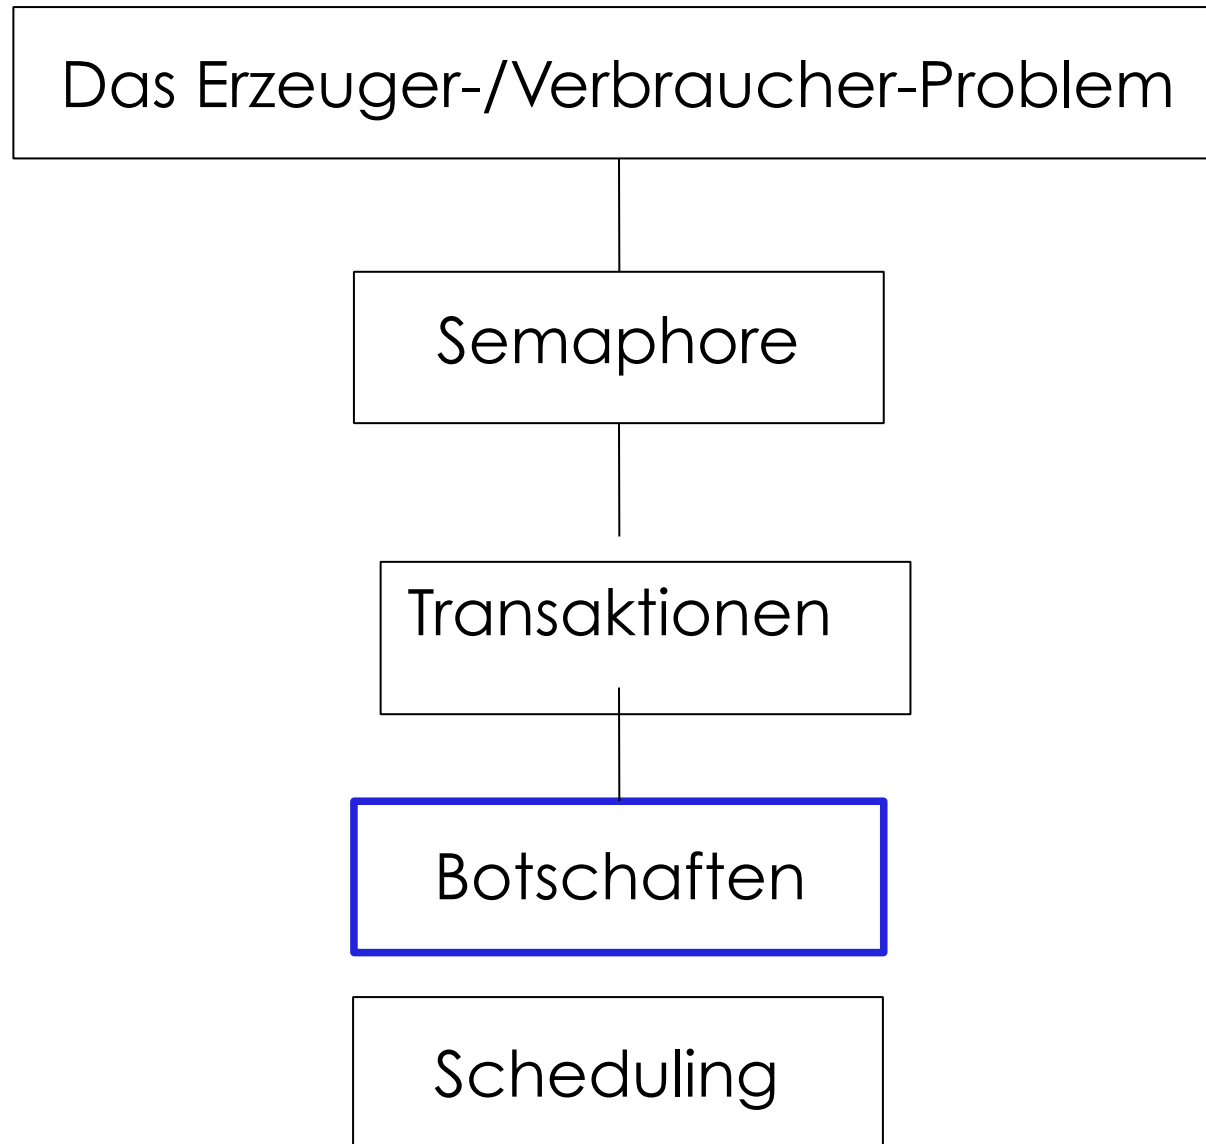 Das Erzeuger-/Verbraucher-Problem
Semaphore
Transaktionen
Botschaften
Scheduling